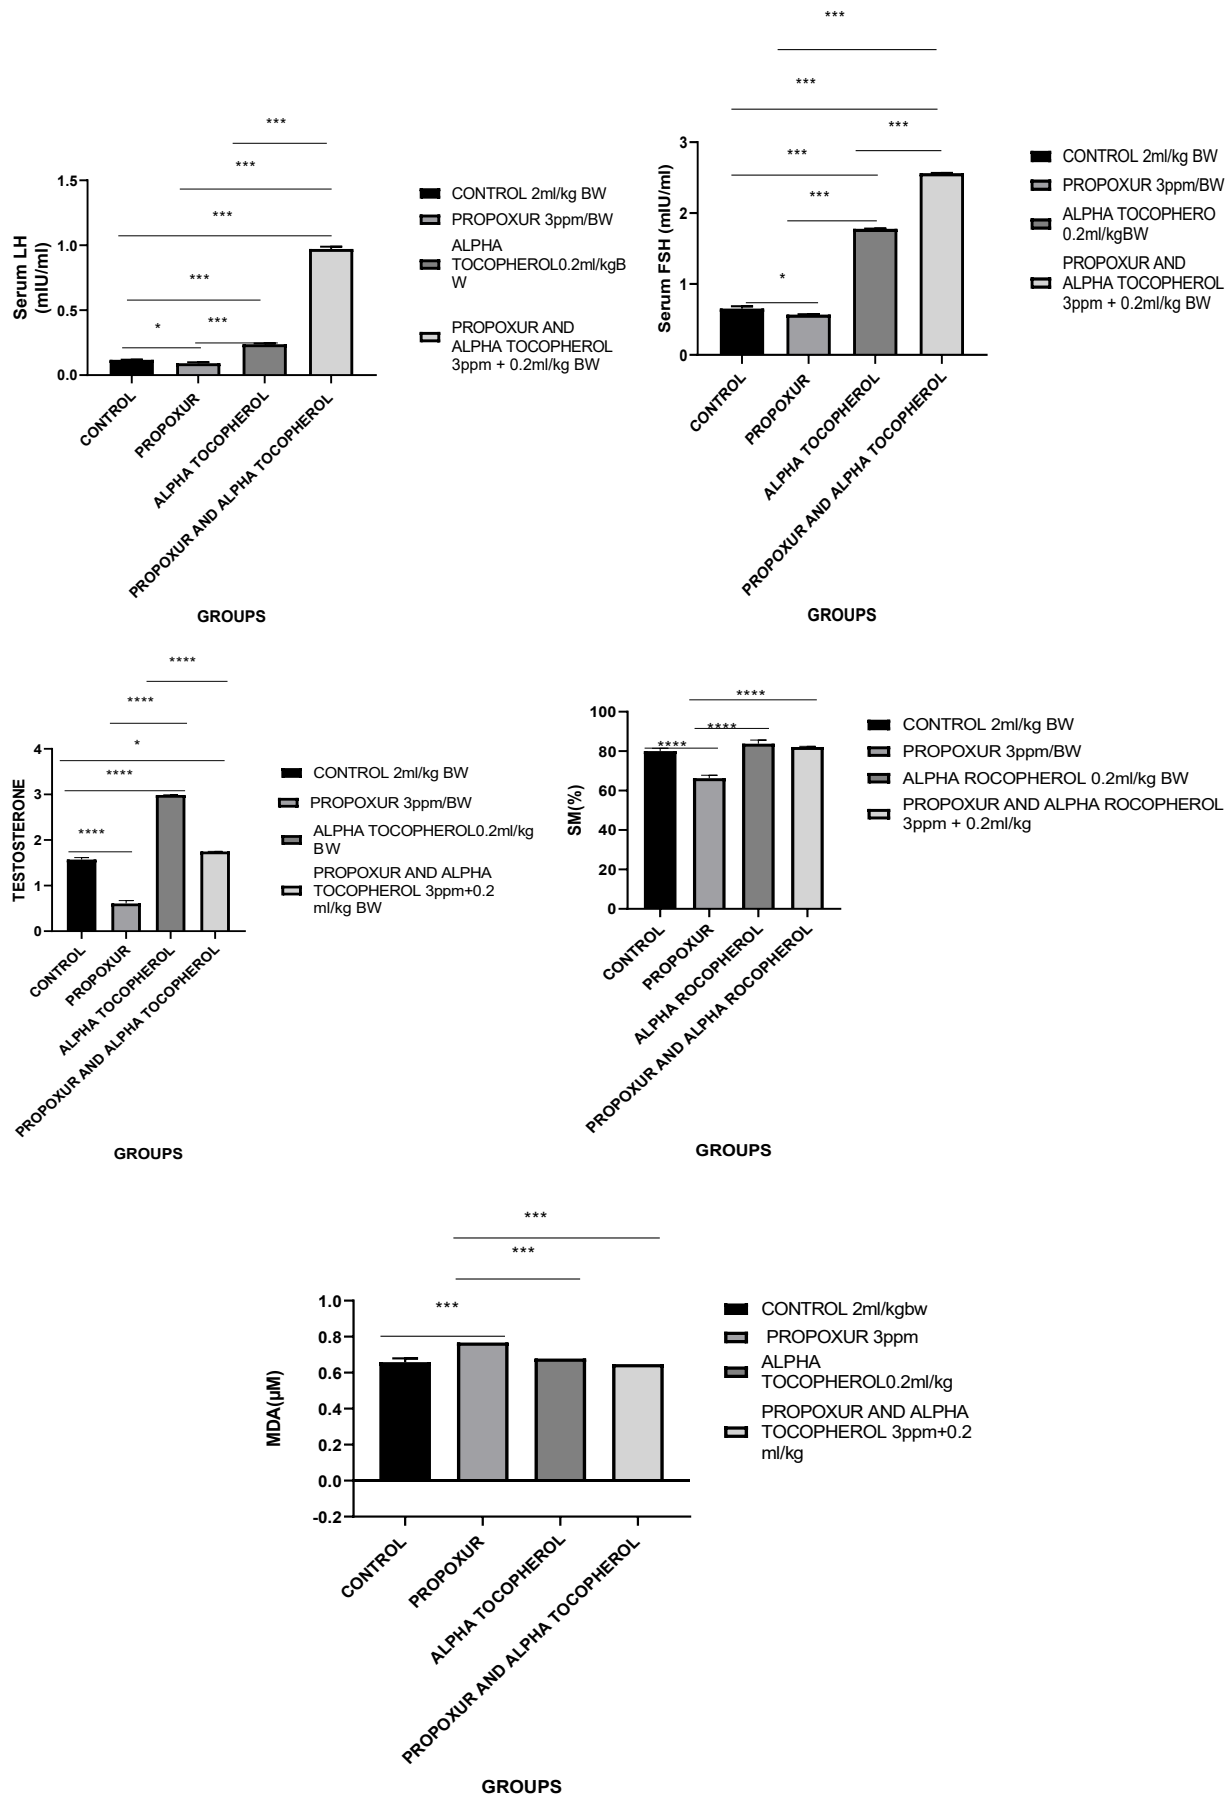 ***
***
***
***
***
*
***
1.5
1.0
0.5
0.0
Serum LH
(mIU/ml)
CONTROL
PROPOXUR
ALPHA TOCOPHEROL
PROPOXUR AND ALPHA TOCOPHEROL
GROUPS
CONTROL 2ml/kg BW
PROPOXUR 3ppm/BW
ALPHA
TOCOPHEROL0.2ml/kgB
W
PROPOXUR AND
ALPHA TOCOPHEROL
3ppm + 0.2ml/kg BW
***
***
***
***
***
*
3
2
1
0
Serum FSH (mIU/ml)
CONTROL
PROPOXUR
ALPHA TOCOPHEROL
PROPOXUR AND ALPHA TOCOPHEROL
GROUPS
CONTROL 2ml/kg BW
PROPOXUR 3ppm/BW
ALPHA TOCOPHERO
0.2ml/kgBW
PROPOXUR AND
ALPHA TOCOPHEROL
3ppm + 0.2ml/kg BW
****
****
*
****
****
4
3
2
1
0
TESTOSTERONE
CONTROL
PROPOXUR
ALPHA TOCOPHEROL
PROPOXUR AND ALPHA TOCOPHEROL
GROUPS
CONTROL 2ml/kg BW
PROPOXUR 3ppm/BW
ALPHA TOCOPHEROL0.2ml/kg
BW
PROPOXUR AND ALPHA
TOCOPHEROL 3ppm+0.2
ml/kg BW
****
****
****
100
80
60
40
20
0
SM(%)
CONTROL
PROPOXUR
ALPHA ROCOPHEROL
PROPOXUR AND ALPHA ROCOPHEROL
GROUPS
CONTROL 2ml/kg BW
PROPOXUR 3ppm/BW
ALPHA ROCOPHEROL 0.2ml/kg BW
PROPOXUR AND ALPHA ROCOPHEROL
3ppm + 0.2ml/kg
***
***
***
1.0
0.8
0.6
0.4
0.2
0.0
-0.2
MDA(µM)
CONTROL
PROPOXUR
ALPHA TOCOPHEROL
PROPOXUR AND ALPHA TOCOPHEROL
GROUPS
CONTROL 2ml/kgbw
PROPOXUR 3ppm
ALPHA
TOCOPHEROL0.2ml/kg
PROPOXUR AND ALPHA
TOCOPHEROL 3ppm+0.2
ml/kg